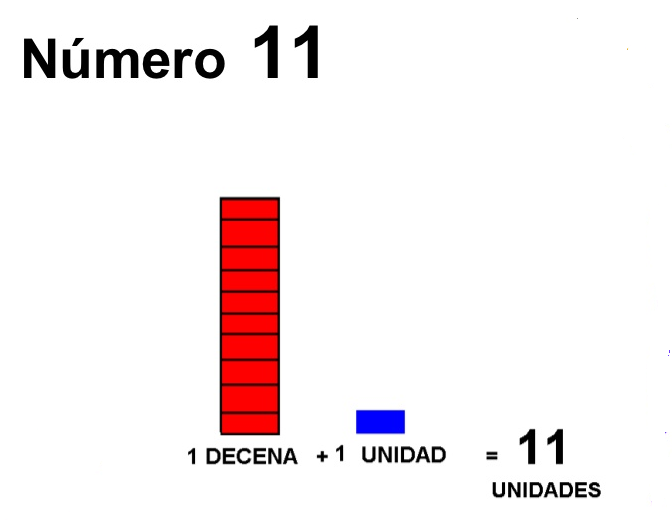 Número 11
1 DECENA + 1 UNIDAD = 11
UNIDADES